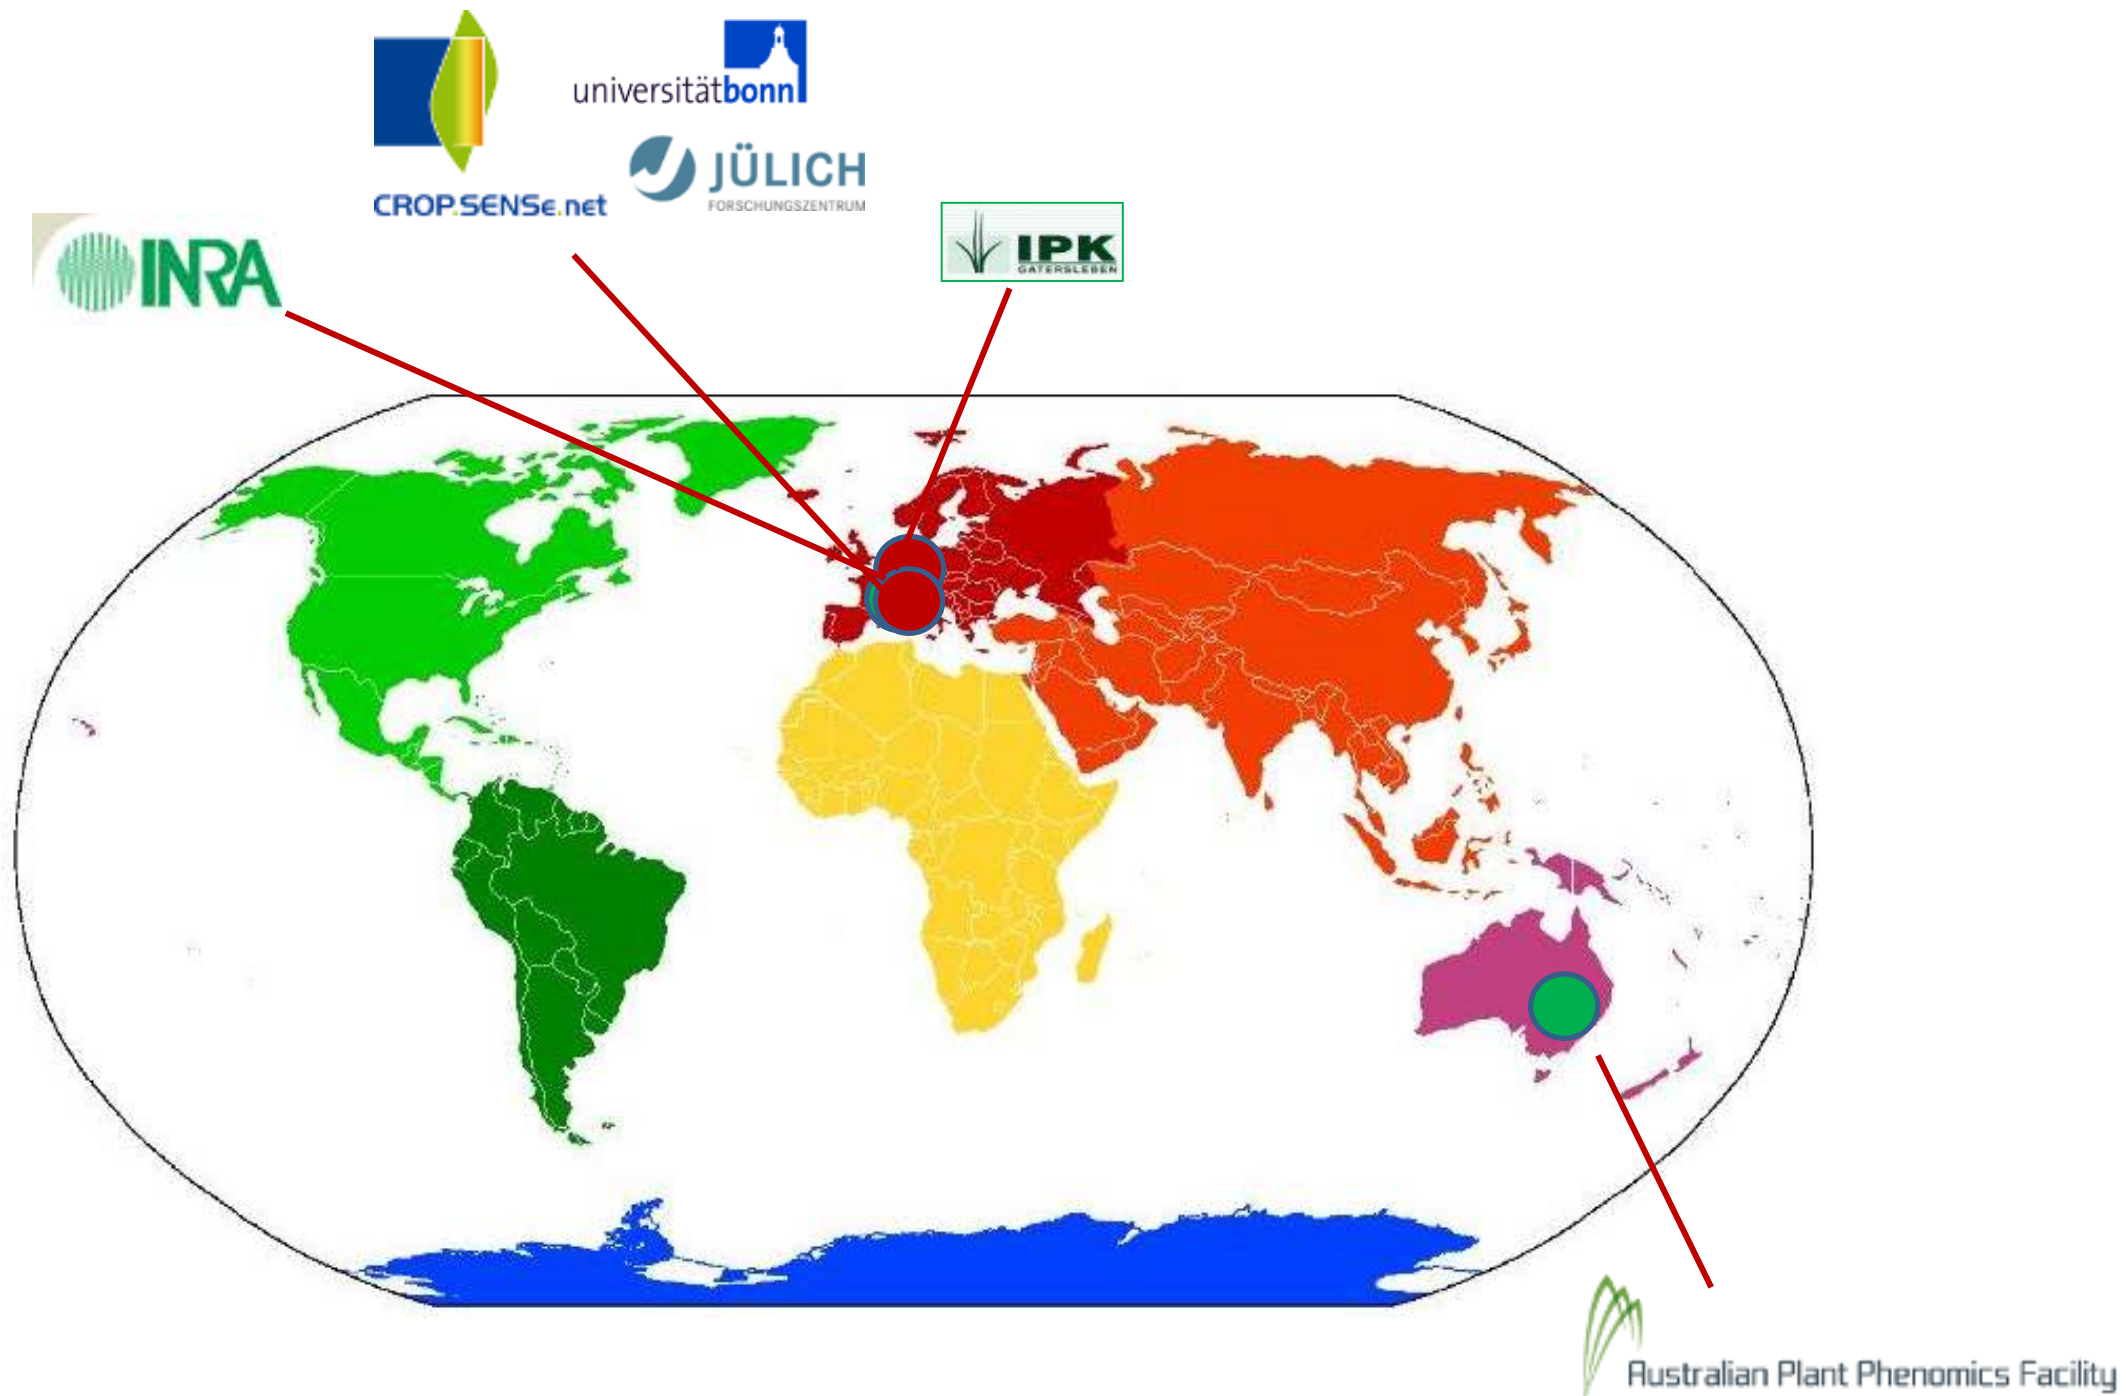 universitätbonn
JÜLICH
FORSCHUNGSZENTRUM
CROP.SENSe.net
INRA
IPK
GATERSLEBEN
Australian Plant Phenomics Facility